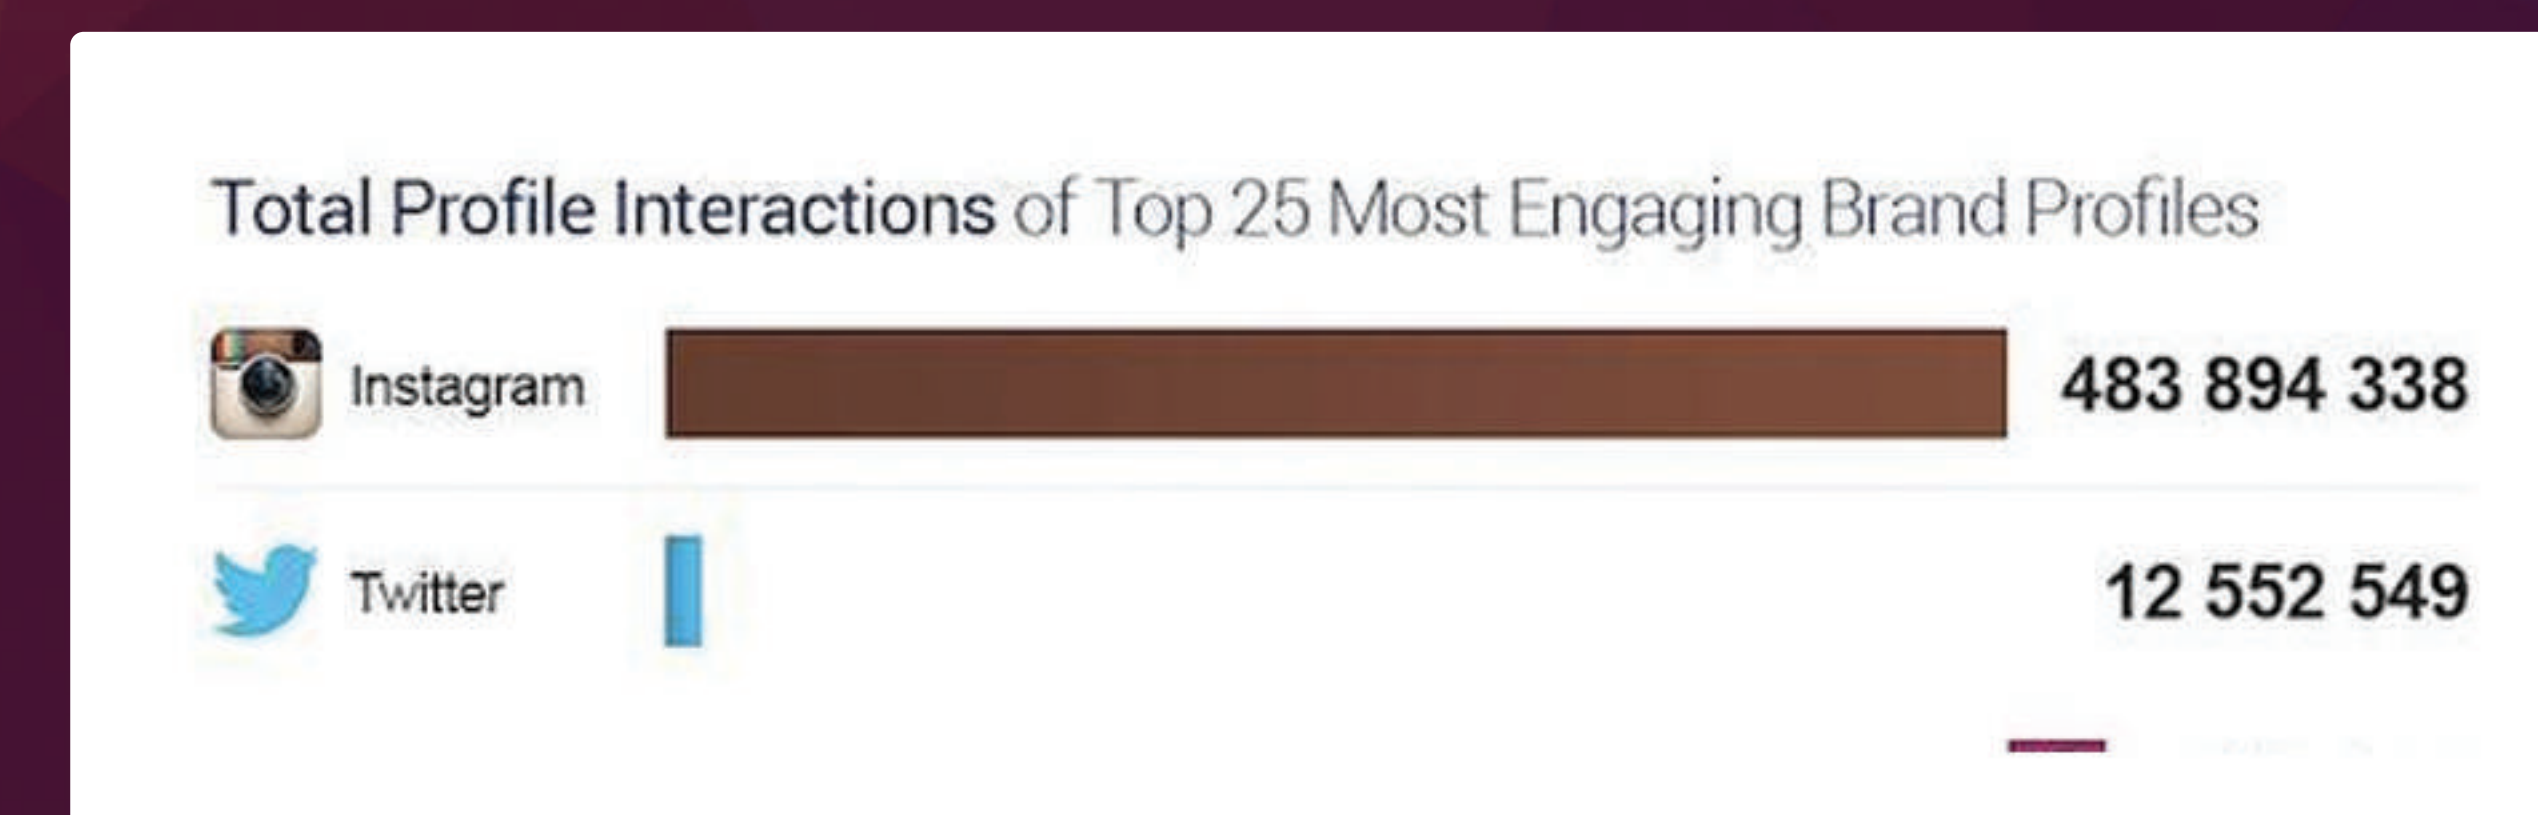 Total Profile Interactions of Top 25 Most Engaging Brand Profiles
Instagram 483 894 338
Twitter 12 552 549